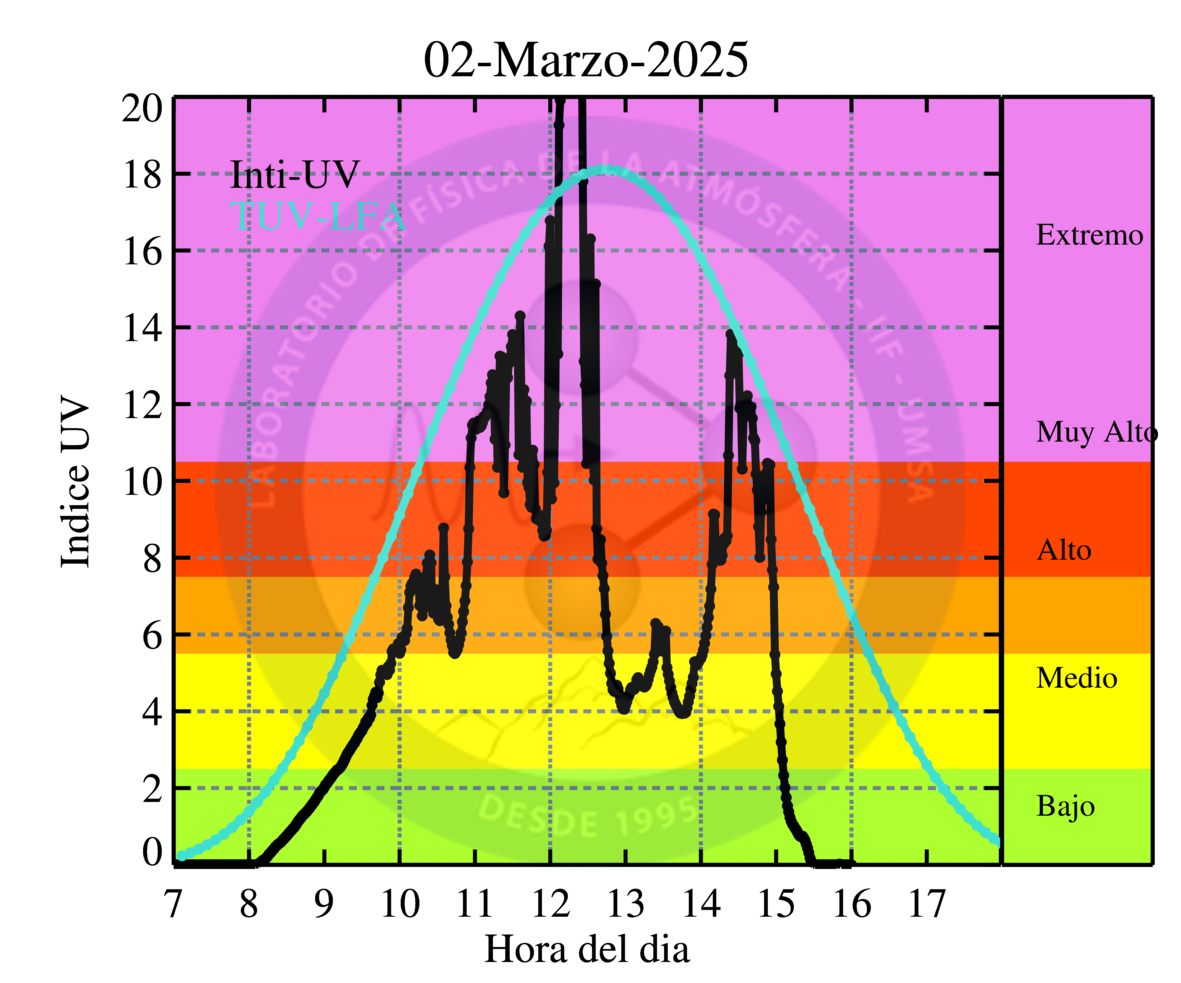 02-Marzo-2025
20
18
16
14
12
10
8
6
4
2
0
Indice UV
Inti-UV
TUV-LFA
LABORATORIO DE FÍSICA DE LA ATMÓSFERA - IIF - UMSA
DESDE 1995
Extremo
Muy Alto
Alto
Medio
Bajo
7 8 9 10 11 12 13 14 15 16 17
Hora del dia